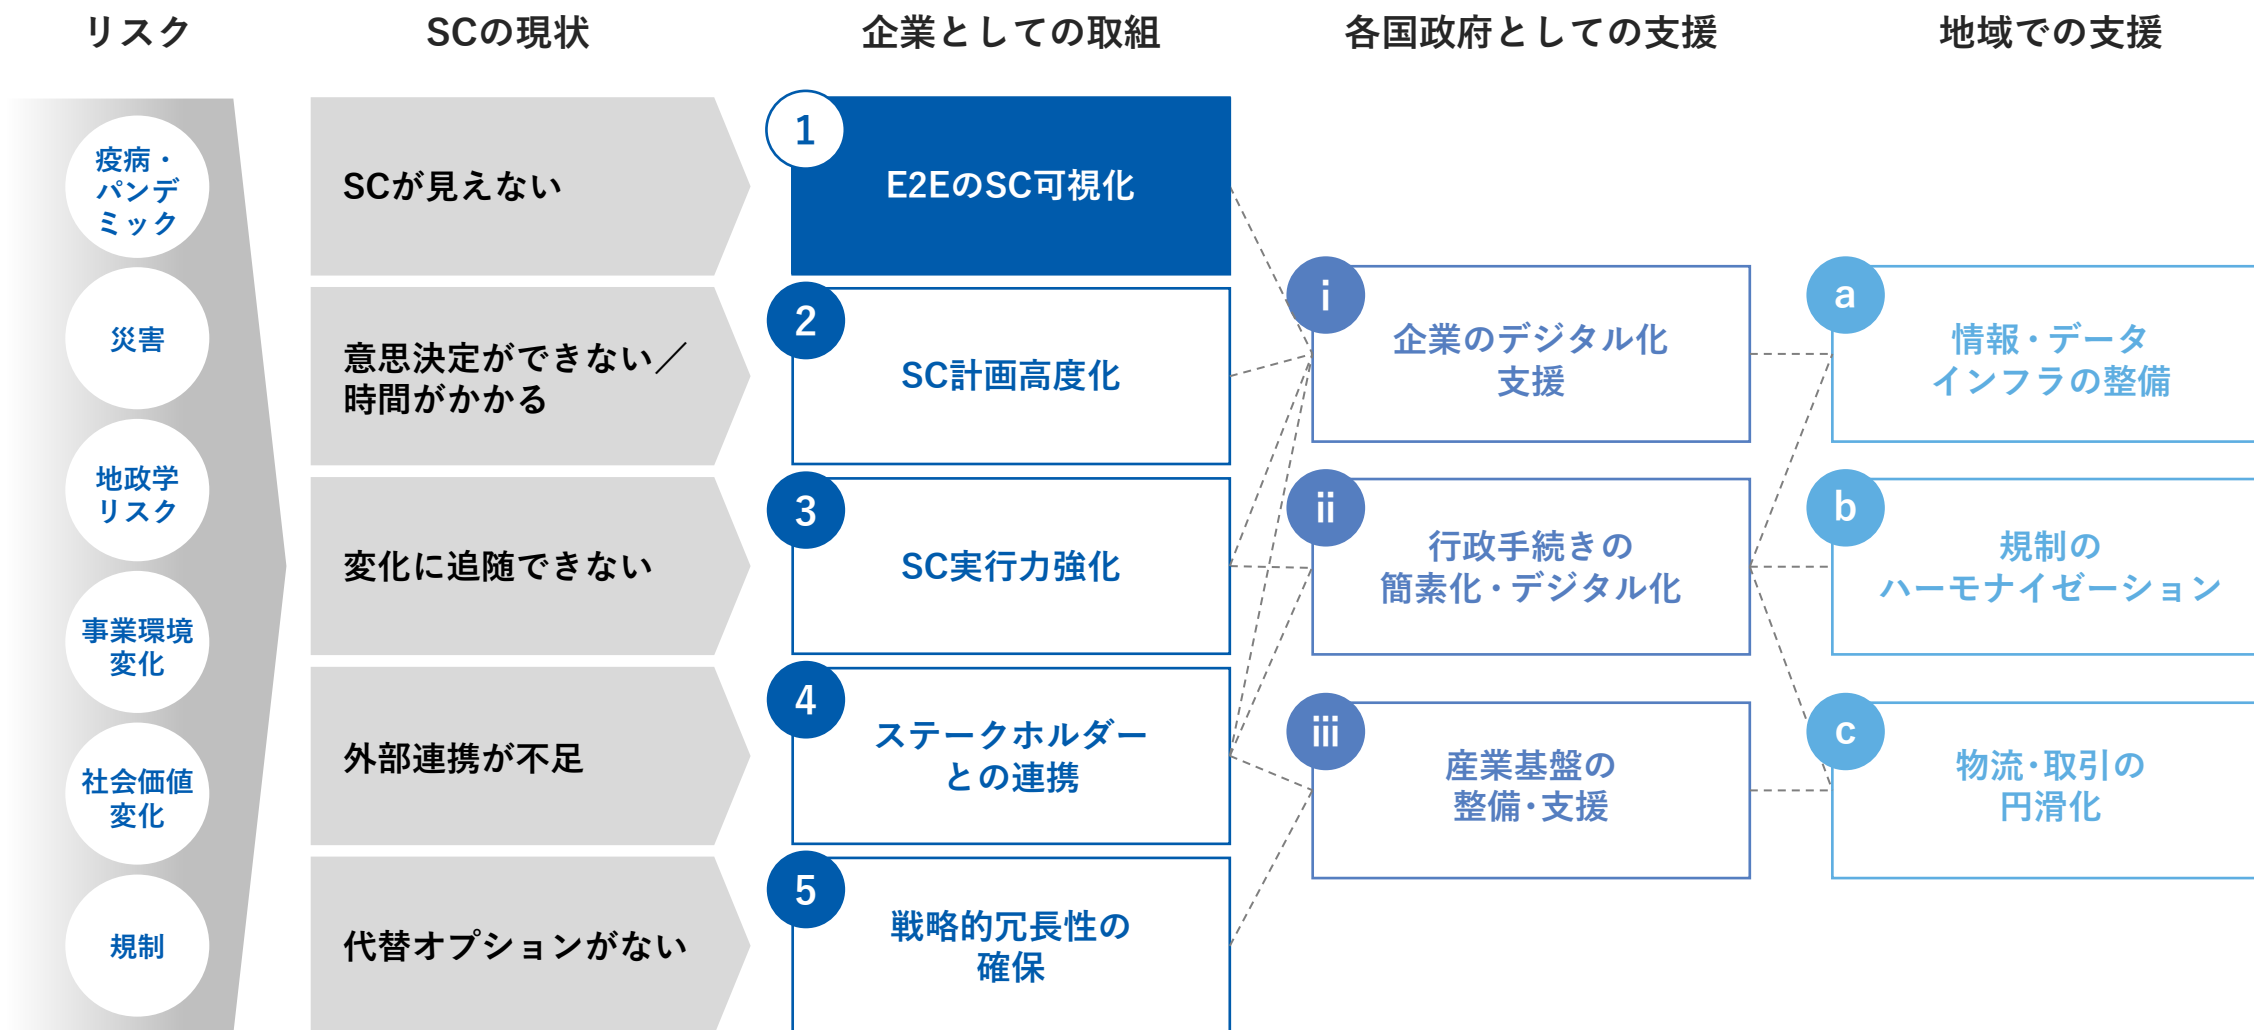 リスク
SCの現状
企業としての取組
各国政府としての支援
地域での支援
疫病・
パンデ
ミック
災害
地政学
リスク
事業環境
変化
社会価値
変化
規制
SCが見えない
意思決定ができない／
時間がかかる
変化に追随できない
外部連携が不足
代替オプションがない
1
E2EのSC可視化
2
SC計画高度化
3
SC実行力強化
4
ステークホルダー
との連携
5
戦略的冗長性の
確保
i
企業のデジタル化
支援
ii
行政手続きの
簡素化・デジタル化
iii
産業基盤の
整備・支援
a
情報・データ
インフラの整備
b
規制の
ハーモナイゼーション
c
物流・取引の
円滑化